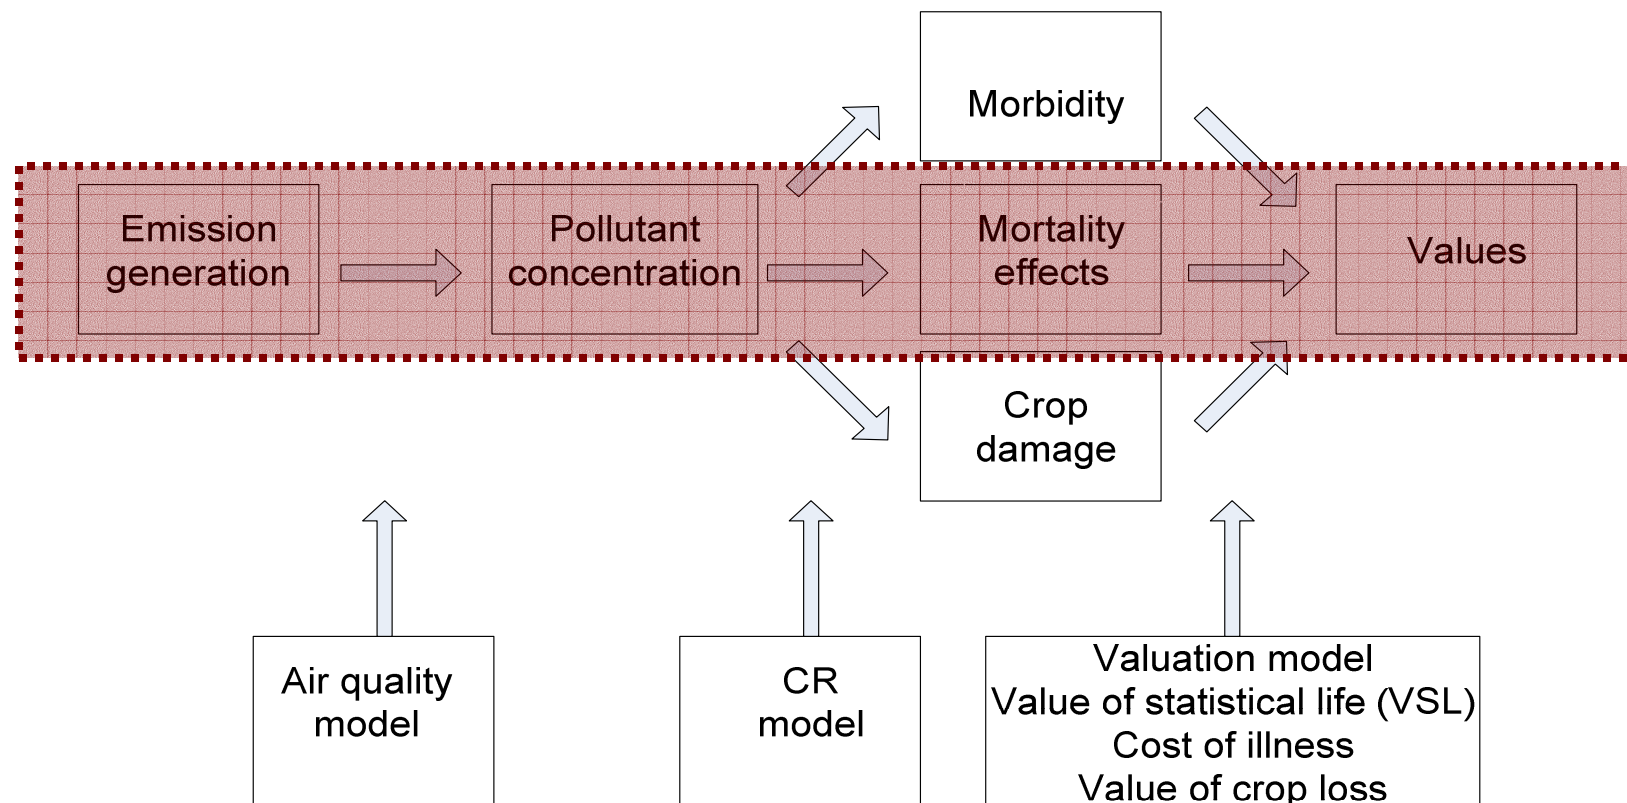 Morbidity
Emission
generation
Pollutant
concentration
Mortality
effects
Values
Crop
damage
Air quality
model
CR
model
Valuation model
Value of statistical life (VSL)
Cost of illness
Value of crop loss